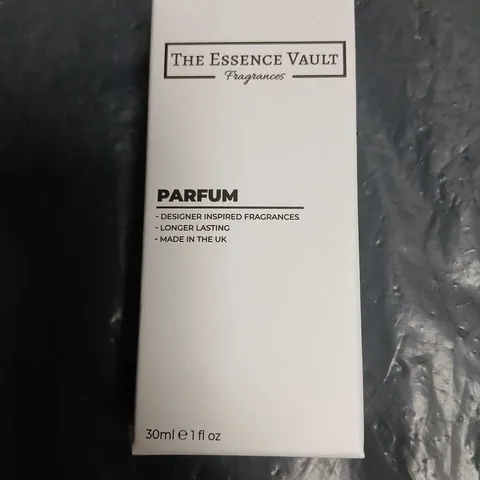 THE ESSENCE VAULT
Fragrances
PARFUM
- DESIGNER INSPIRED FRAGRANCES
- LONGER LASTING
- MADE IN THE UK
30ml ℮ 1 fl oz